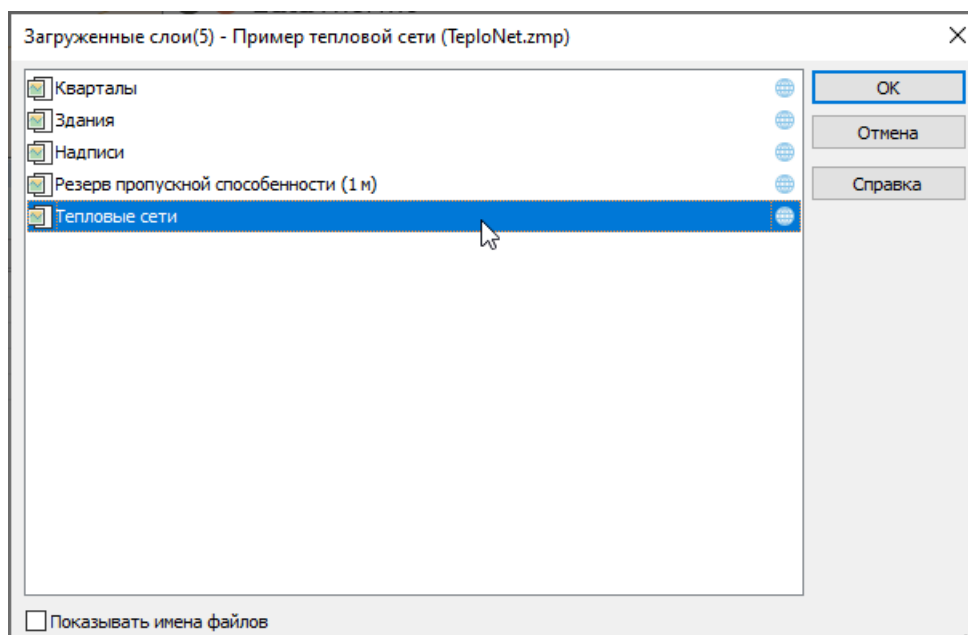 Загруженные слои(5) - Пример тепловой сети (TeploNet.zmp)
Кварталы
Здания
Надписи
Резерв пропускной способенности (1 м)
Тепловые сети
OK
Отмена
Справка
Показывать имена файлов